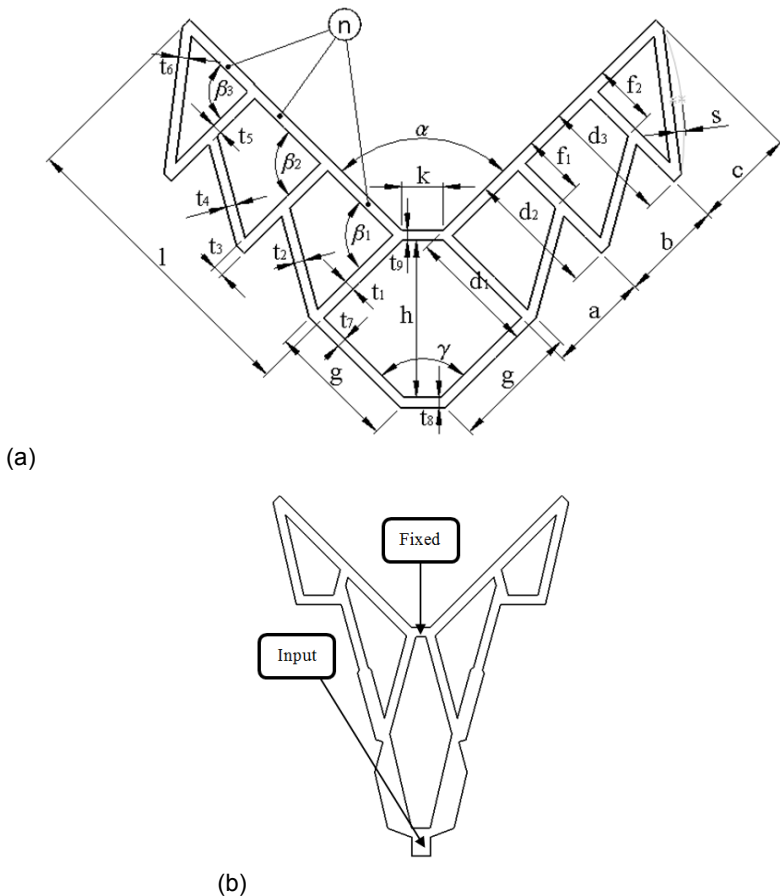 n
t6
β3
α
f2
t5
s
β2
k
f1
d3
c
t4
d2
β1
t9
b
l
t3
t2
t1
d1
h
a
t7
γ
g
g
t8
(a)
Fixed
Input
(b)